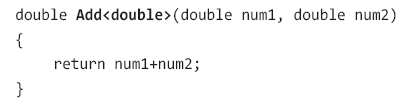 double Add<double>(double num1, double num2)
{
    return num1+num2;
}